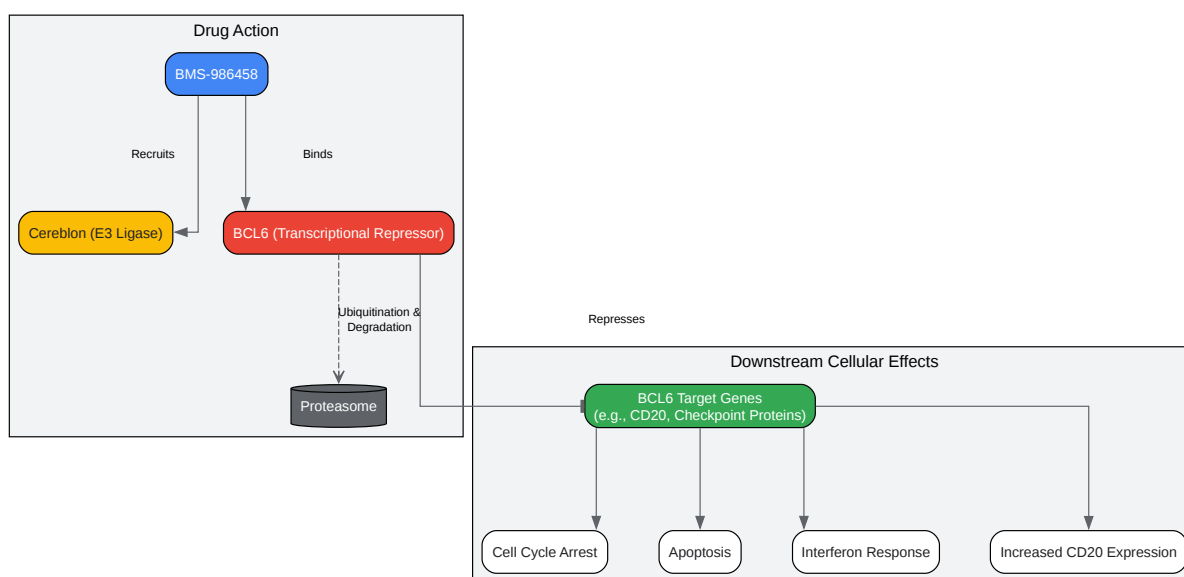 Drug Action
BMS-986458
Recruits
Binds
Cereblon (E3 Ligase)
BCL6 (Transcriptional Repressor)
Ubiquitination &
Degradation
Represses
Proteasome
Downstream Cellular Effects
BCL6 Target Genes
(e.g., CD20, Checkpoint Proteins)
Cell Cycle Arrest
Apoptosis
Interferon Response
Increased CD20 Expression